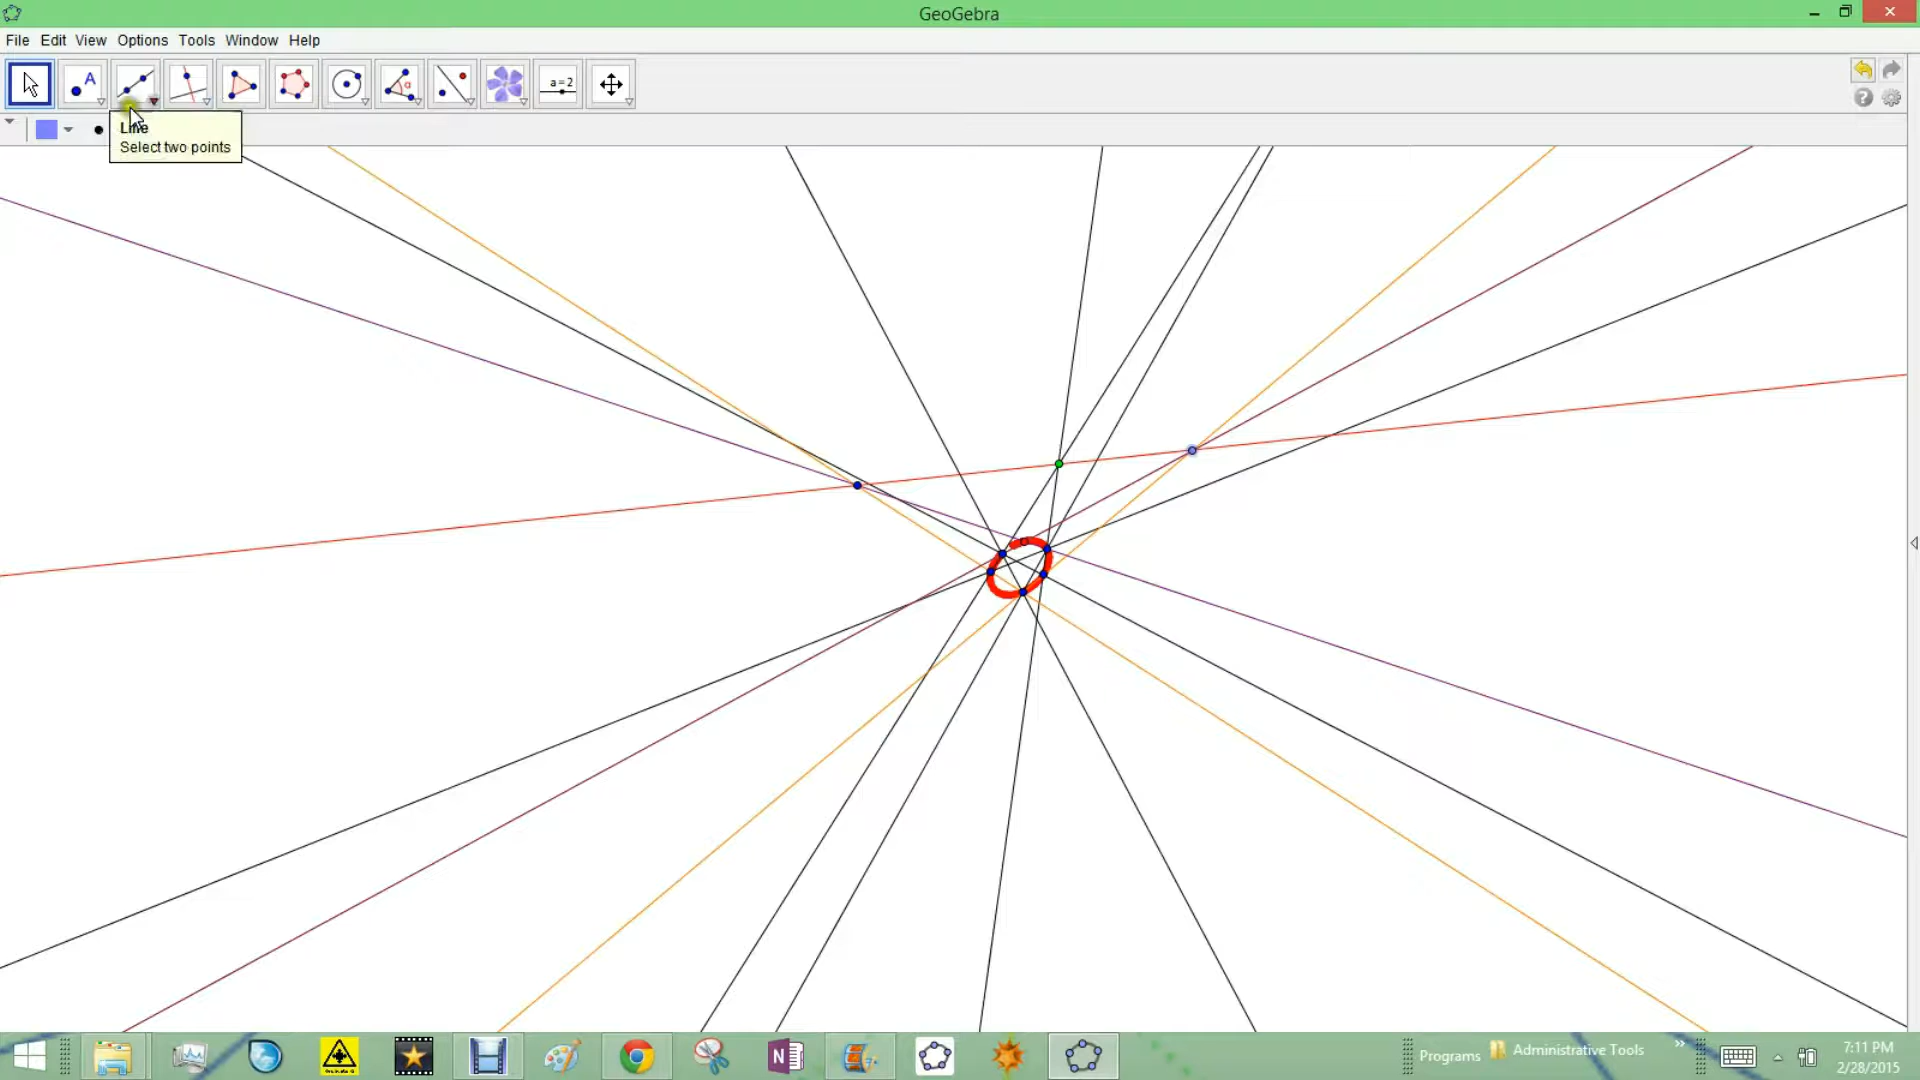 GeoGebra
File Edit View Options Tools Window Help
A
α
a=2
Line
Select two points
N
Programs Administrative Tools
7:11 PM
2/28/2015